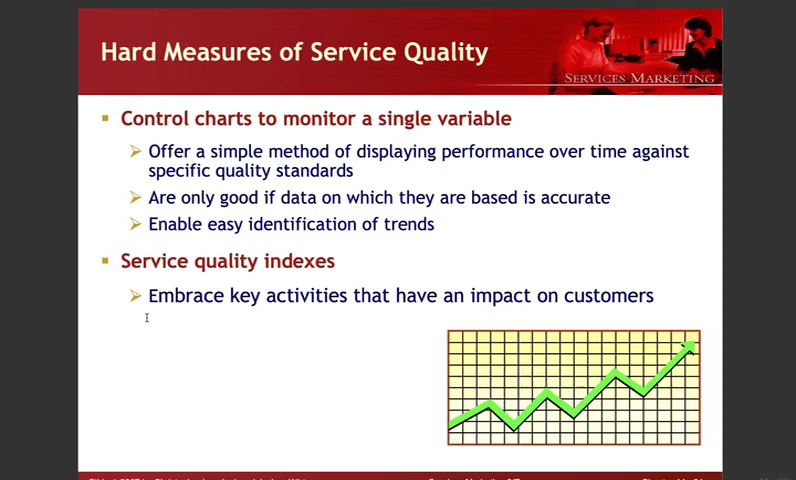 Hard Measures of Service Quality
SERVICES MARKETING
▪ Control charts to monitor a single variable
➢ Offer a simple method of displaying performance over time against
specific quality standards
➢ Are only good if data on which they are based is accurate
➢ Enable easy identification of trends
▪ Service quality indexes
➢ Embrace key activities that have an impact on customers